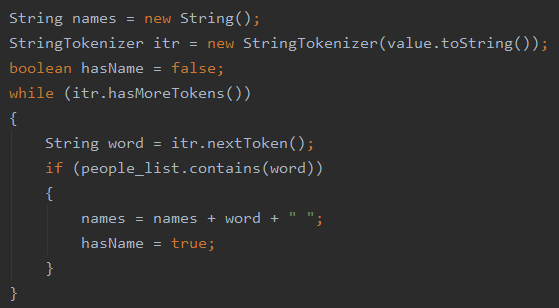 String names = new String();
StringTokenizer itr = new StringTokenizer(value.toString());
boolean hasName = false;
while (itr.hasMoreTokens())
{
    String word = itr.nextToken();
    if (people_list.contains(word))
    {
        names = names + word + " ";
        hasName = true;
    }
}